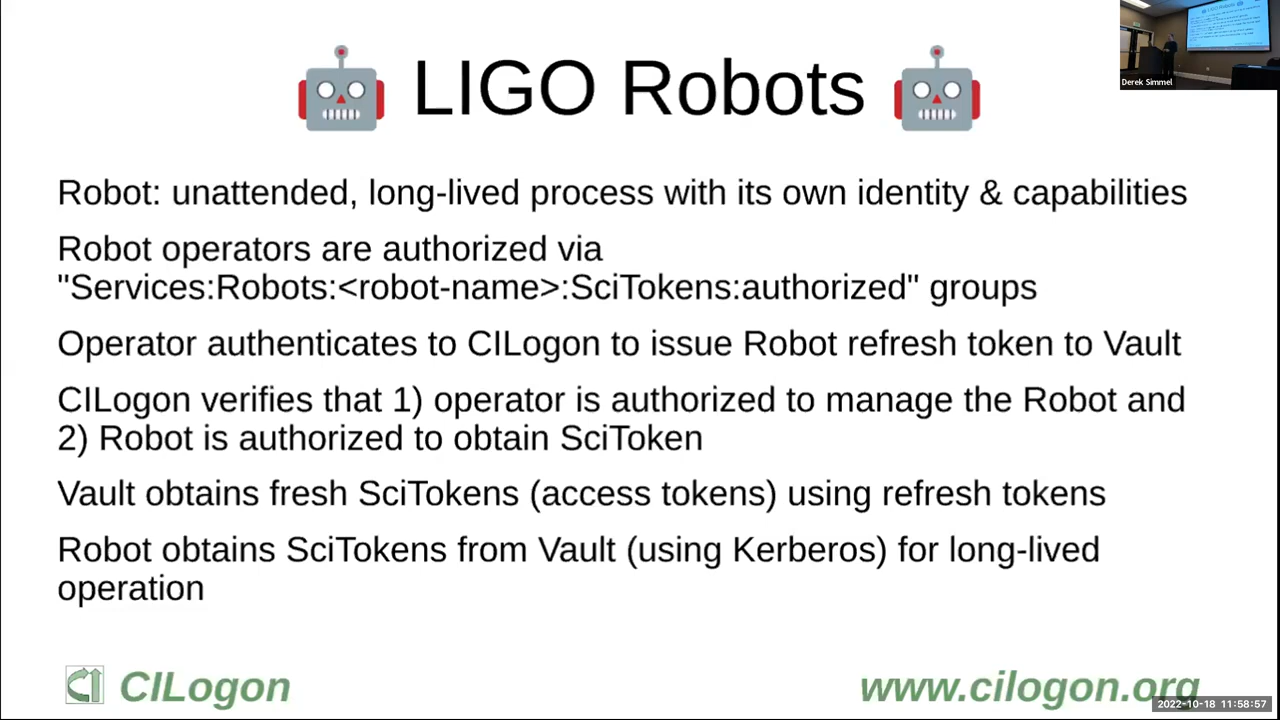 LIGO Robots
Derek Simmel
Robot: unattended, long-lived process with its own identity & capabilities
Robot operators are authorized via
"Services:Robots:<robot-name>:SciTokens:authorized" groups
Operator authenticates to CILogon to issue Robot refresh token to Vault
CILogon verifies that 1) operator is authorized to manage the Robot and
2) Robot is authorized to obtain SciToken
Vault obtains fresh SciTokens (access tokens) using refresh tokens
Robot obtains SciTokens from Vault (using Kerberos) for long-lived
operation
CILogon
www.cilogon.org
2022-10-18 11:58:57